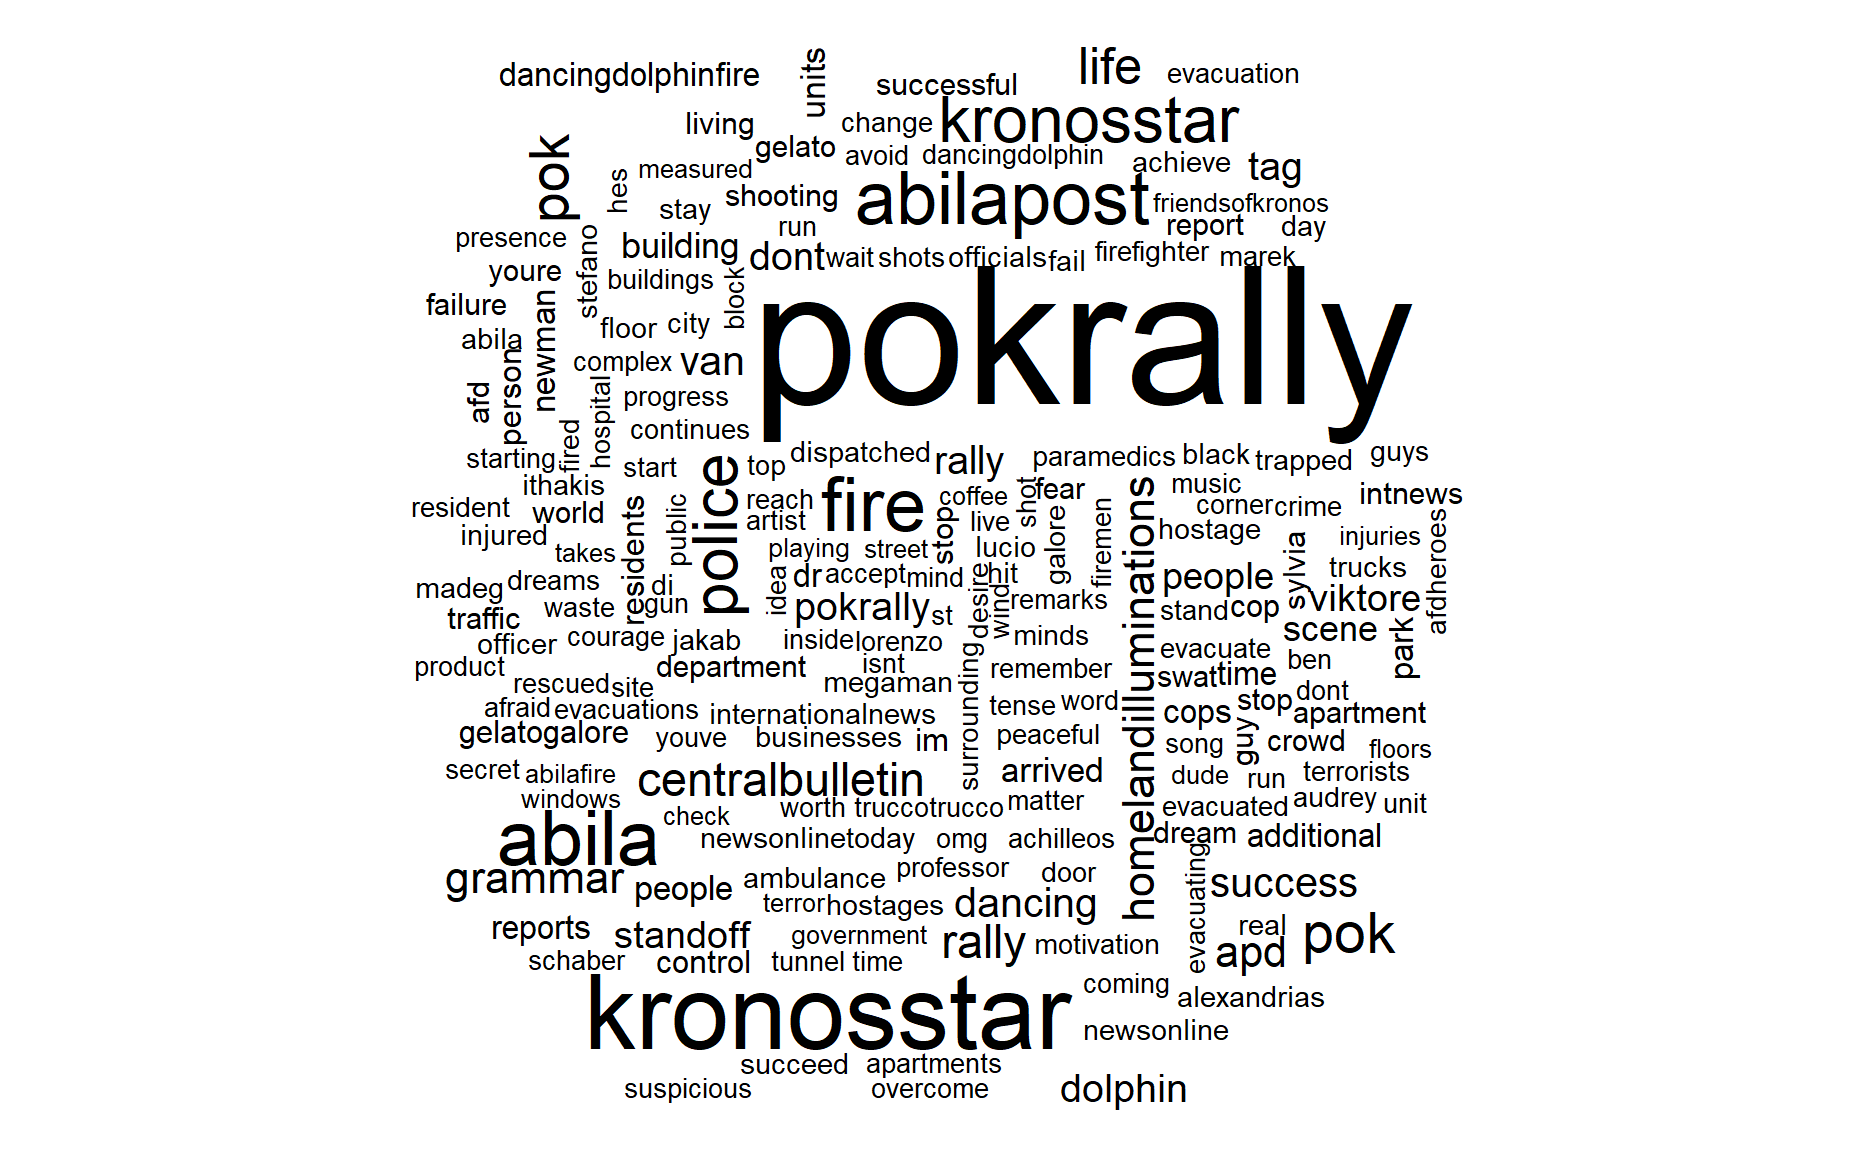 dancingdolphinfire
units
successful
life
evacuation
living
change
kronosstar
pok
gelato
avoid
dancingdolphin
achieve
tag
hes
measured
shooting
abilapost
friendsofkronos
stay
run
report
day
presence
stefano
building
dont
wait
shots
officials
fail
firefighter
marek
youre
buildings
block
pokrally
failure
newman
floor
city
abila
person
complex
van
afd
hospital
progress
fired
continues
starting
start
police
top
dispatched
rally
paramedics
black
trapped
guys
ithakis
reach
fire
coffee
shot
fear
homelandilluminations
music
intnews
resident
world
residents
public
artist
stop
live
galore
firemen
corner
crime
injured
takes
playing
street
lucio
hostage
sylvia
injuries
afdheroes
madeg
dreams
di
idea
dr
accept
mind
desire
hit
people
trucks
traffic
waste
gun
pokrally
st
wind
remarks
stand
cop
viktore
officer
courage
jakab
inside
lorenzo
minds
scene
park
product
department
isnt
surrounding
remember
evacuate
ben
rescued
site
megaman
swat
time
afraid
evacuations
internationalnews
tense
word
stop
dont
gelatogalore
youve
businesses
im
peaceful
cops
guy
apartment
secret
abilafire
centralbulletin
arrived
song
crowd
floors
windows
check
worth
truccotrucco
matter
dude
run
terrorists
abila
newsonlinetoday
omg
achilleos
evacuated
audrey
unit
grammar
people
ambulance
professor
door
dream
additional
terror
hostages
dancing
evacuating
success
reports
standoff
government
rally
motivation
real
pok
schaber
control
tunnel
time
apd
kronosstar
coming
alexandrias
newsonline
succeed
apartments
suspicious
overcome
dolphin